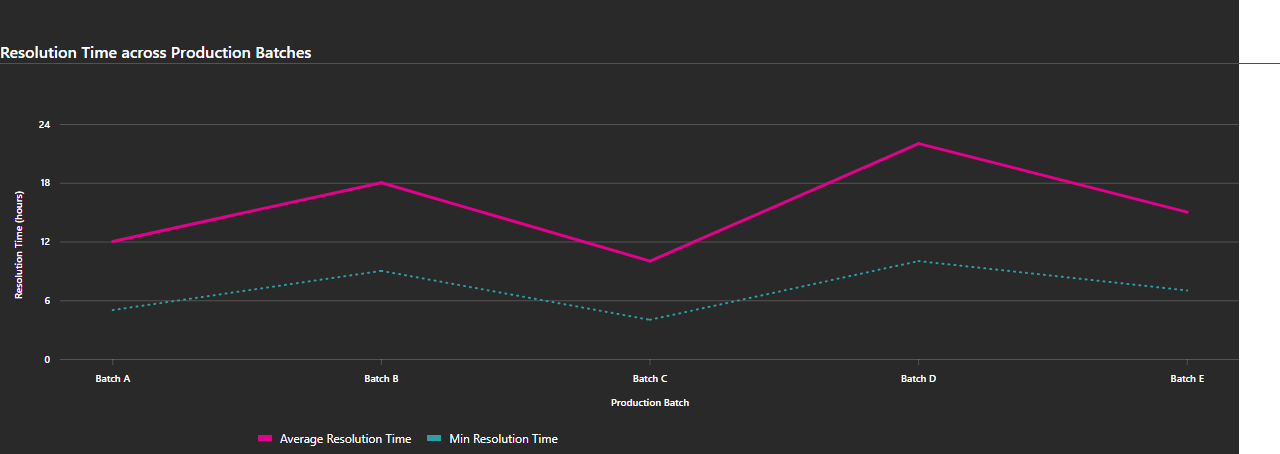 Resolution Time across Production Batches
24
18
12
6
0
Resolution Time (hours)
Batch A Batch B Batch C Batch D Batch E
Production Batch
Average Resolution Time Min Resolution Time